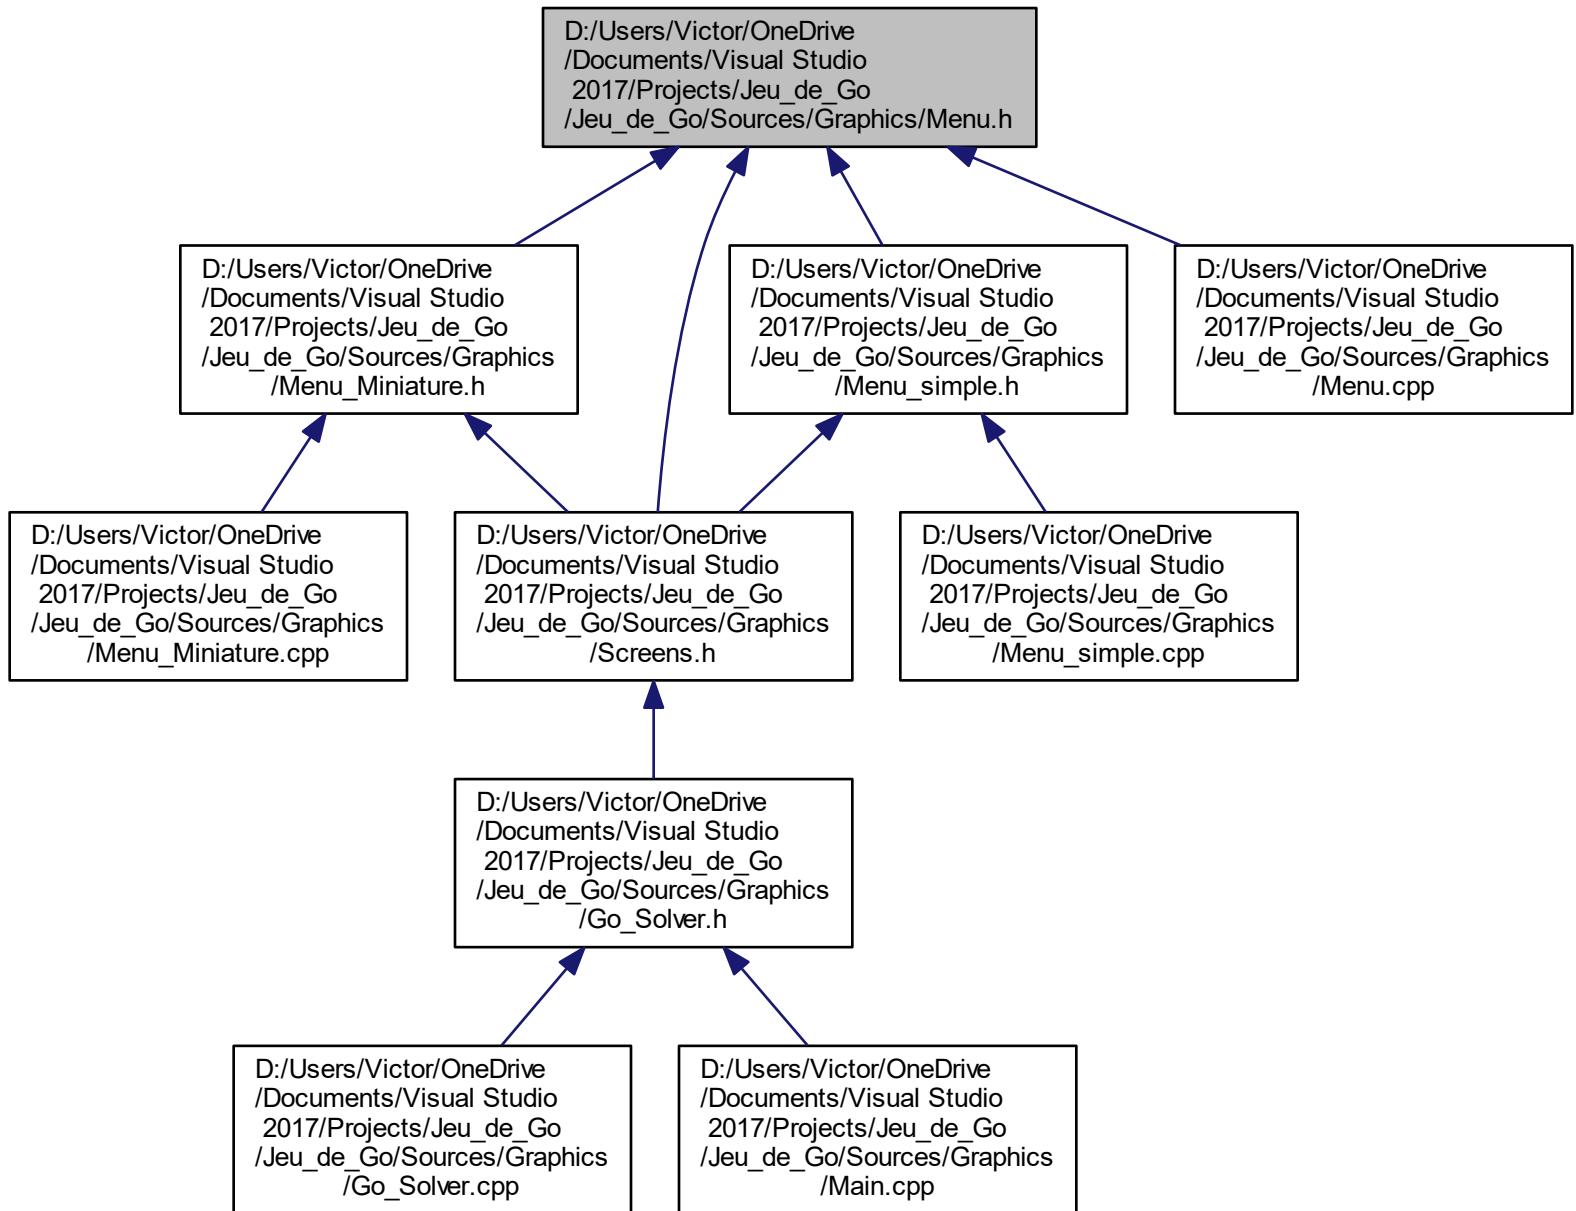 D:/Users/Victor/OneDrive
/Documents/Visual Studio
2017/Projects/Jeu_de_Go
/Jeu_de_Go/Sources/Graphics/Menu.h
D:/Users/Victor/OneDrive
/Documents/Visual Studio
2017/Projects/Jeu_de_Go
/Jeu_de_Go/Sources/Graphics
/Menu_Miniature.h
D:/Users/Victor/OneDrive
/Documents/Visual Studio
2017/Projects/Jeu_de_Go
/Jeu_de_Go/Sources/Graphics
/Menu_simple.h
D:/Users/Victor/OneDrive
/Documents/Visual Studio
2017/Projects/Jeu_de_Go
/Jeu_de_Go/Sources/Graphics
/Menu.cpp
D:/Users/Victor/OneDrive
/Documents/Visual Studio
2017/Projects/Jeu_de_Go
/Jeu_de_Go/Sources/Graphics
/Menu_Miniature.cpp
D:/Users/Victor/OneDrive
/Documents/Visual Studio
2017/Projects/Jeu_de_Go
/Jeu_de_Go/Sources/Graphics
/Screens.h
D:/Users/Victor/OneDrive
/Documents/Visual Studio
2017/Projects/Jeu_de_Go
/Jeu_de_Go/Sources/Graphics
/Menu_simple.cpp
D:/Users/Victor/OneDrive
/Documents/Visual Studio
2017/Projects/Jeu_de_Go
/Jeu_de_Go/Sources/Graphics
/Go_Solver.h
D:/Users/Victor/OneDrive
/Documents/Visual Studio
2017/Projects/Jeu_de_Go
/Jeu_de_Go/Sources/Graphics
/Go_Solver.cpp
D:/Users/Victor/OneDrive
/Documents/Visual Studio
2017/Projects/Jeu_de_Go
/Jeu_de_Go/Sources/Graphics
/Main.cpp